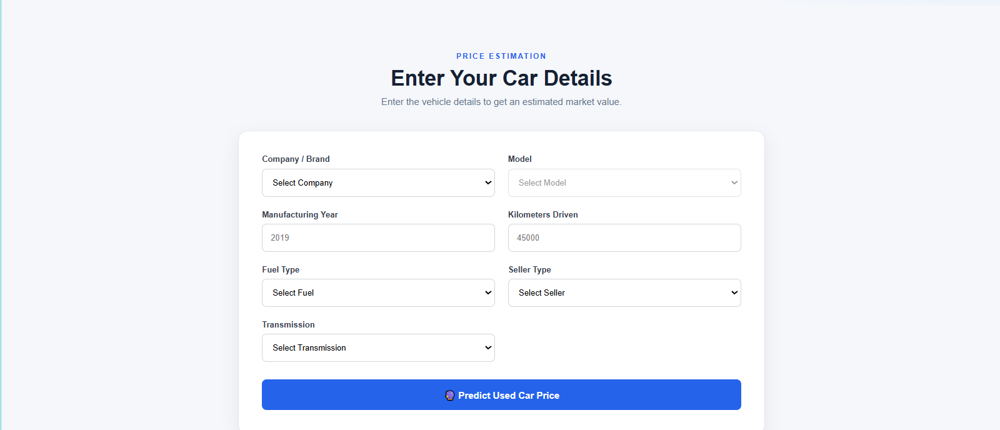 PRICE ESTIMATION
Enter Your Car Details
Enter the vehicle details to get an estimated market value.
Company / Brand
Model
Select Company
Select Model
Manufacturing Year
Kilometers Driven
2019
45000
Fuel Type
Seller Type
Select Fuel
Select Seller
Transmission
Select Transmission
Predict Used Car Price